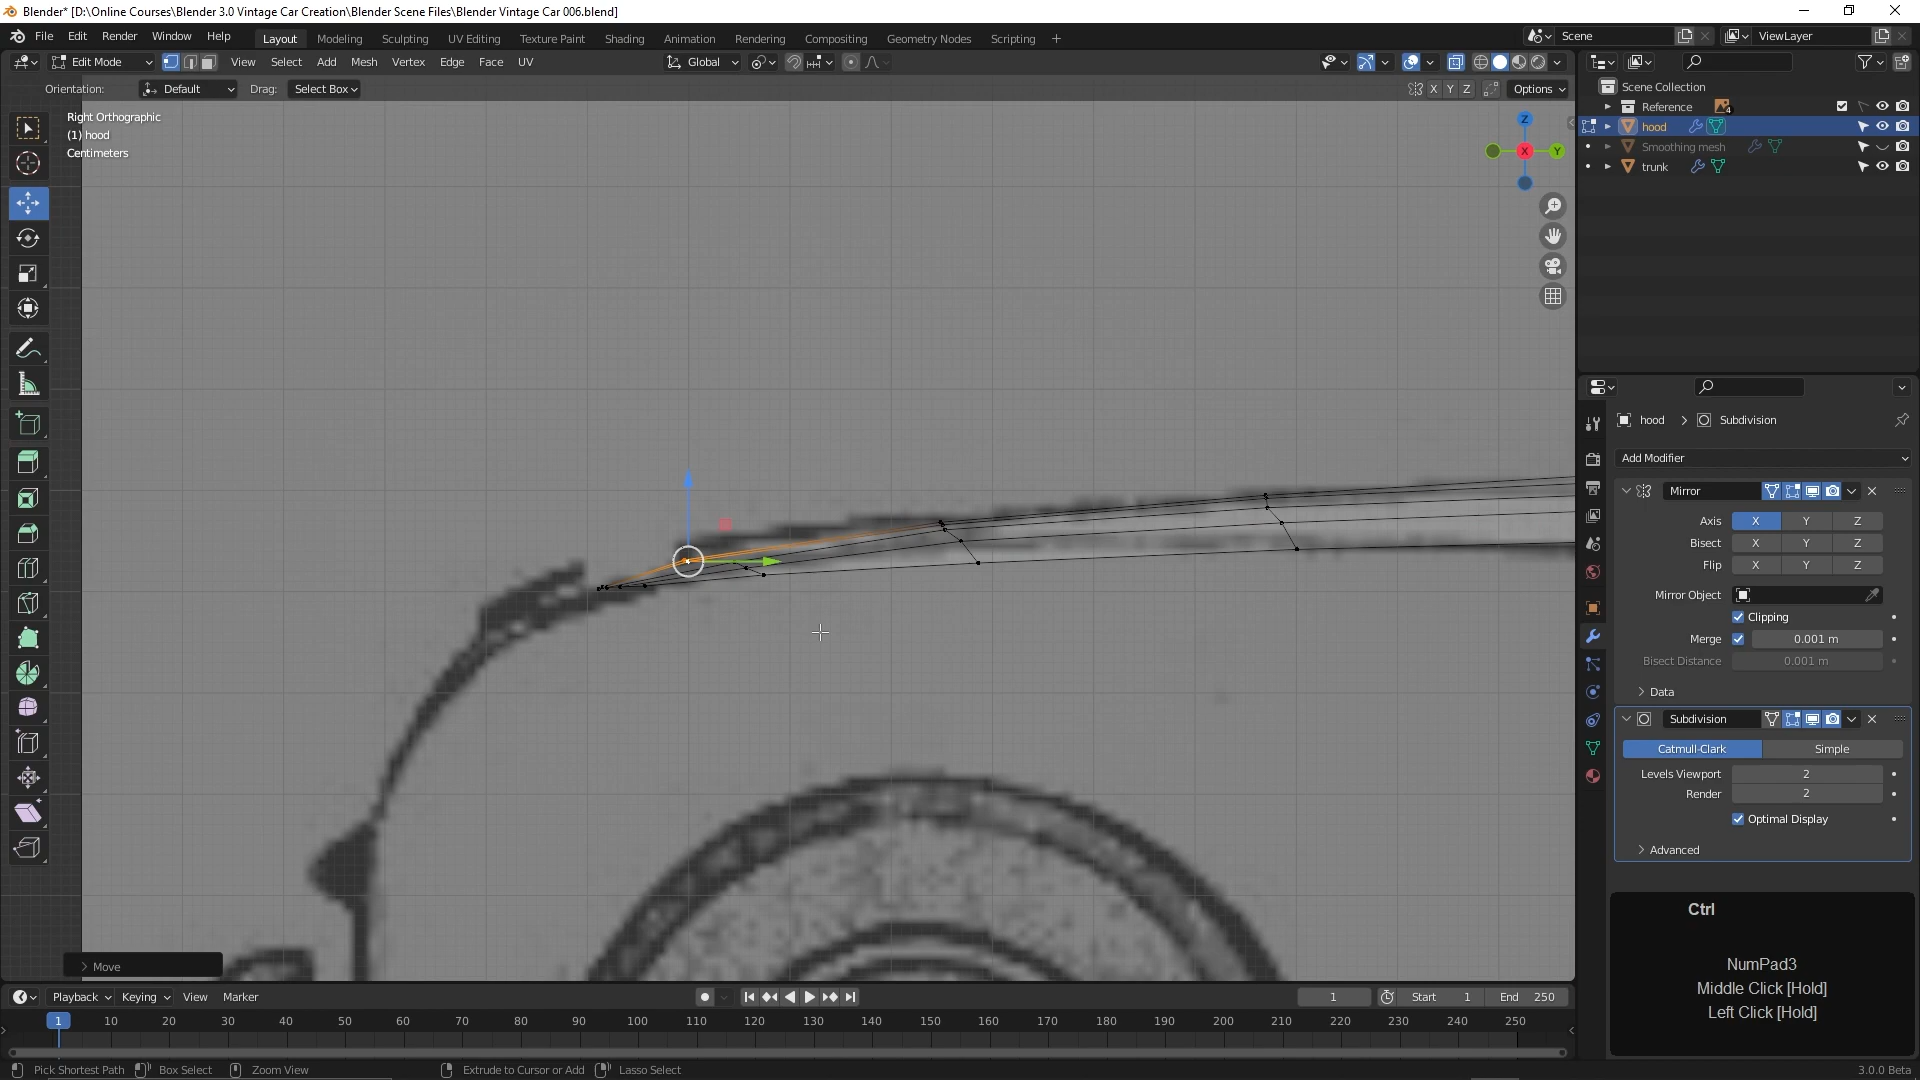 Blender* [D:\Online Courses\Blender 3.0 Vintage Car Creation\Blender Scene Files\Blender Vintage Car 006.blend]
File Edit Render Window Help Layout Modeling Sculpting UV Editing Texture Paint Shading Animation Rendering Compositing Geometry Nodes Scripting + Scene ViewLayer
Edit Mode View Select Add Mesh Vertex Edge Face UV Global
Orientation: Default Drag: Select Box X Y Z Options
Right Orthographic
(1) hood
Centimeters
Z
X
Y
Scene Collection
Reference 4
hood
Smoothing mesh
trunk
hood > Subdivision
Add Modifier
Mirror
Axis X Y Z
Bisect X Y Z
Flip X Y Z
Mirror Object
Clipping
Merge 0.001 m
Bisect Distance 0.001 m
Data
Subdivision
Catmull-Clark Simple
Levels Viewport 2
Render 2
Optimal Display
Advanced
Ctrl
NumPad3
Middle Click [Hold]
Left Click [Hold]
Move
Playback Keying View Marker 1 Start 1 End 250
1 10 20 30 40 50 60 70 80 90 100 110 120 130 140 150 160 170 180 190 200 210 220 230 240 250
Pick Shortest Path Box Select Zoom View Extrude to Cursor or Add Lasso Select 3.0.0 Beta